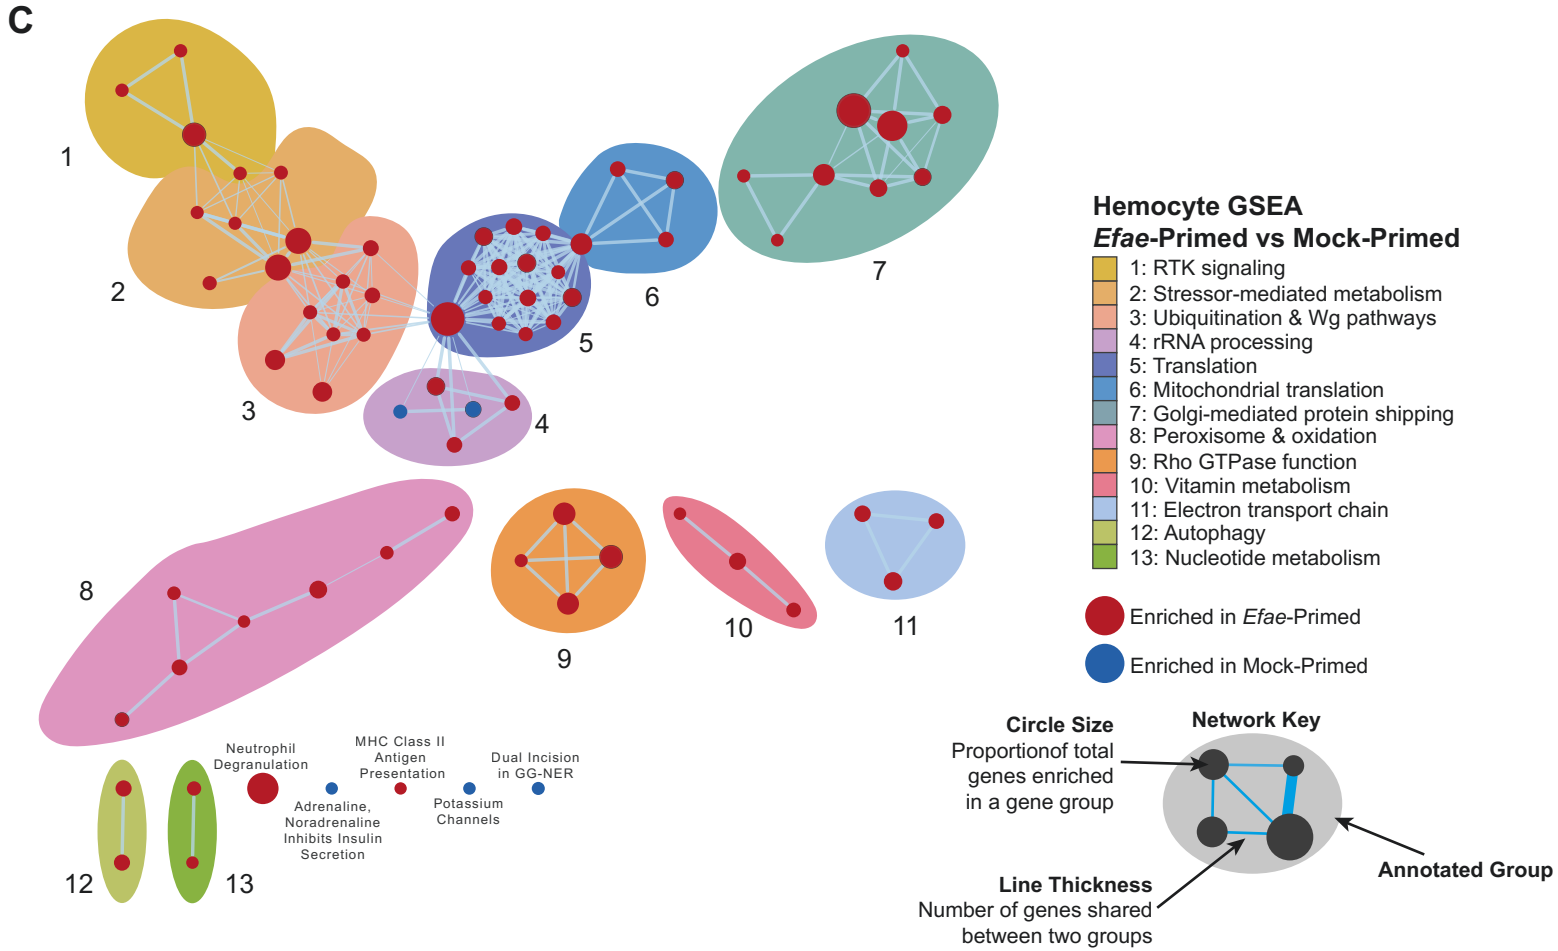 C
1
2
3
4
5
6
7
8
9
10
11
12
13
Neutrophil
Degranulation
Adrenaline,
Noradrenaline
Inhibits Insulin
Secretion
MHC Class II
Antigen
Presentation
Potassium
Channels
Dual Incision
in GG-NER
Hemocyte GSEA
Efae-Primed vs Mock-Primed
1: RTK signaling
2: Stressor-mediated metabolism
3: Ubiquitination & Wg pathways
4: rRNA processing
5: Translation
6: Mitochondrial translation
7: Golgi-mediated protein shipping
8: Peroxisome & oxidation
9: Rho GTPase function
10: Vitamin metabolism
11: Electron transport chain
12: Autophagy
13: Nucleotide metabolism
Enriched in Efae-Primed
Enriched in Mock-Primed
Network Key
Circle Size
Proportionof total
genes enriched
in a gene group
Line Thickness
Number of genes shared
between two groups
Annotated Group